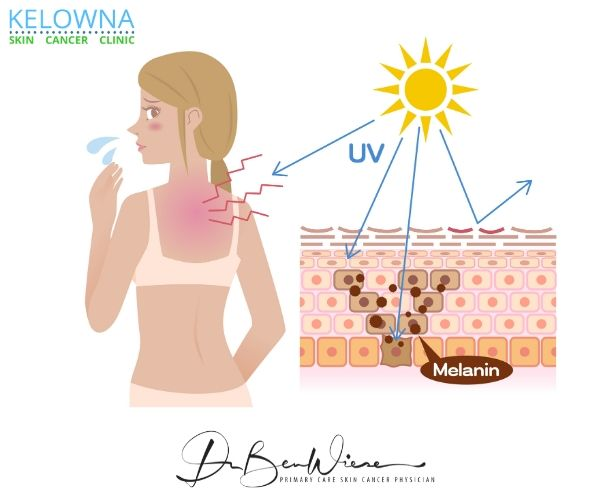 KELOWNA
SKIN CANCER CLINIC
UV
Melanin
Dr Ben Wiese
PRIMARY CARE SKIN CANCER PHYSICIAN